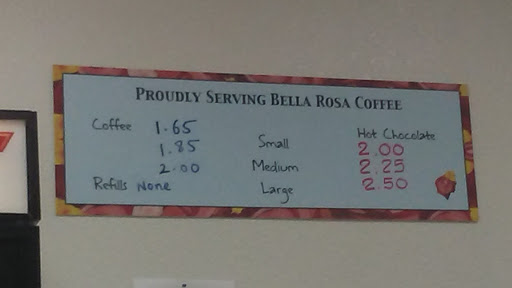 PROUDLY SERVING BELLA ROSA COFFEE
Coffee 1.65 Hot Chocolate
1.85 Small 2.00
2.00 Medium 2.25
Refills None Large 2.50